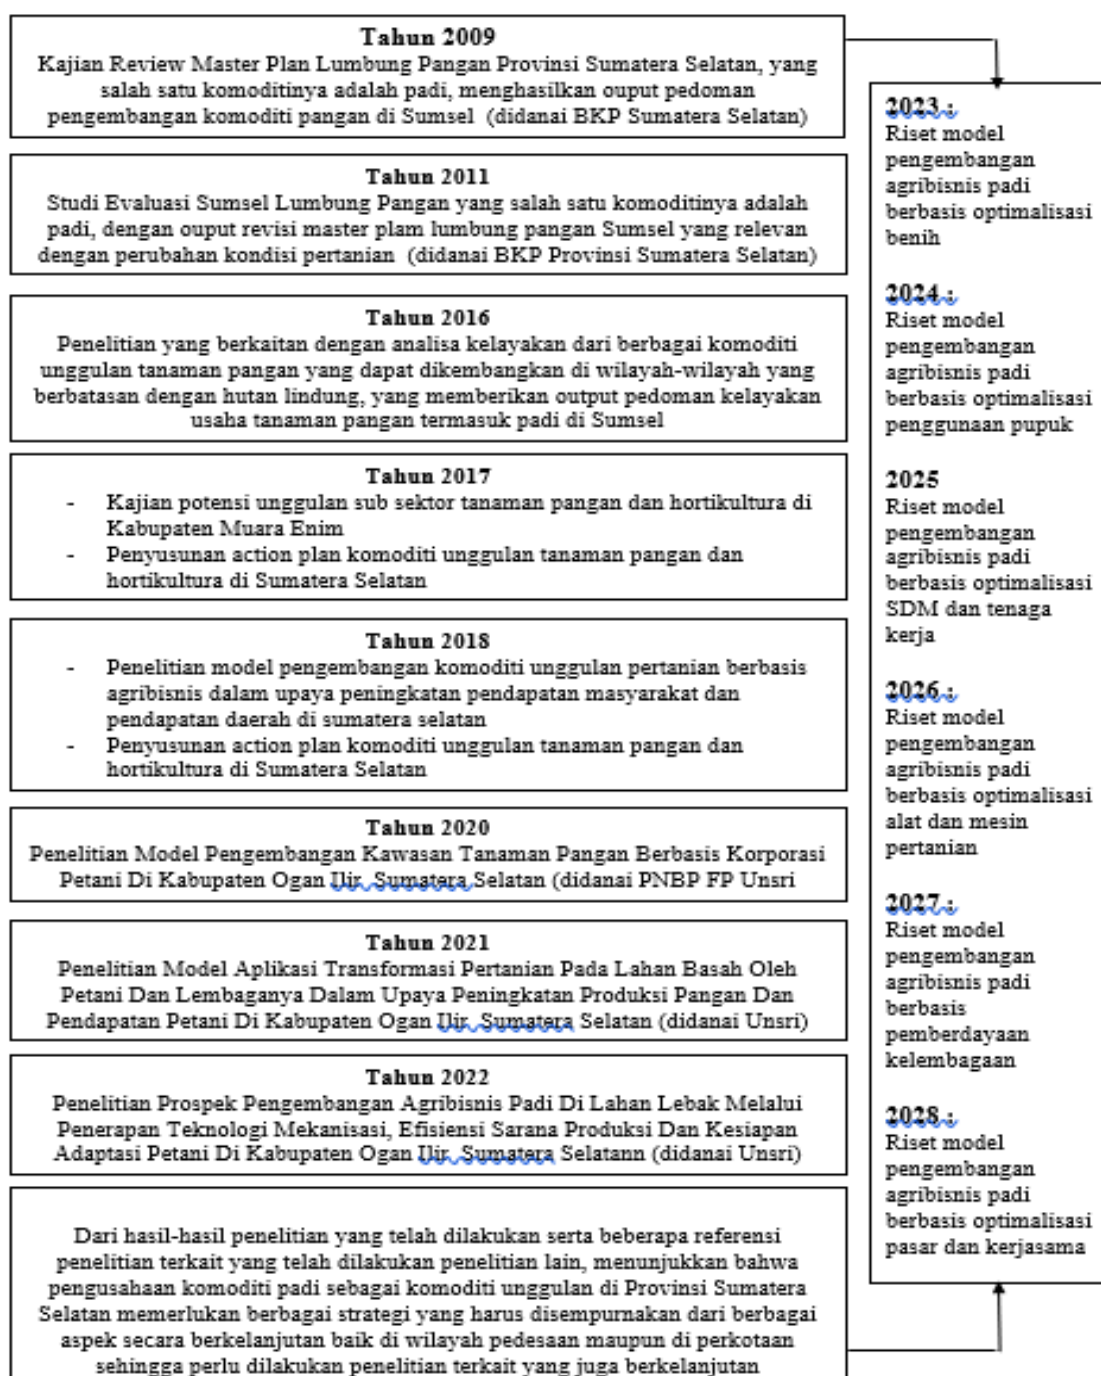 Tahun 2009
Kajian Review Master Plan Lumbung Pangan Provinsi Sumatera Selatan, yang
salah satu komoditinya adalah padi, menghasilkan ouput pedoman
pengembangan komoditi pangan di Sumsel (didanai BKP Sumatera Selatan)
Tahun 2011
Studi Evaluasi Sumsel Lumbung Pangan yang salah satu komoditinya adalah
padi, dengan ouput revisi master plam lumbung pangan Sumsel yang relevan
dengan perubahan kondisi pertanian (didanai BKP Provinsi Sumatera Selatan)
Tahun 2016
Penelitian yang berkaitan dengan analisa kelayakan dari berbagai komoditi
unggulan tanaman pangan yang dapat dikembangkan di wilayah-wilayah yang
berbatasan dengan hutan lindung, yang memberikan output pedoman kelayakan
usaha tanaman pangan termasuk padi di Sumsel
Tahun 2017
- Kajian potensi unggulan sub sektor tanaman pangan dan hortikultura di
Kabupaten Muara Enim
- Penyusunan action plan komoditi unggulan tanaman pangan dan
hortikultura di Sumatera Selatan
Tahun 2018
- Penelitian model pengembangan komoditi unggulan pertanian berbasis
agribisnis dalam upaya peningkatan pendapatan masyarakat dan
pendapatan daerah di sumatera selatan
- Penyusunan action plan komoditi unggulan tanaman pangan dan
hortikultura di Sumatera Selatan
Tahun 2020
Penelitian Model Pengembangan Kawasan Tanaman Pangan Berbasis Korporasi
Petani Di Kabupaten Ogan Ilir Sumatera Selatan (didanai PNBP FP Unsri
Tahun 2021
Penelitian Model Aplikasi Transformasi Pertanian Pada Lahan Basah Oleh
Petani Dan Lembaganya Dalam Upaya Peningkatan Produksi Pangan Dan
Pendapatan Petani Di Kabupaten Ogan Ilir Sumatera Selatan (didanai Unsri)
Tahun 2022
Penelitian Prospek Pengembangan Agribisnis Padi Di Lahan Lebak Melalui
Penerapan Teknologi Mekanisasi, Efisiensi Sarana Produksi Dan Kesiapan
Adaptasi Petani Di Kabupaten Ogan Ilir Sumatera Selatann (didanai Unsri)
Dari hasil-hasil penelitian yang telah dilakukan serta beberapa referensi
penelitian terkait yang telah dilakukan penelitian lain, menunjukkan bahwa
pengusahaan komoditi padi sebagai komoditi unggulan di Provinsi Sumatera
Selatan memerlukan berbagai strategi yang harus disempurnakan dari berbagai
aspek secara berkelanjutan baik di wilayah pedesaan maupun di perkotaan
sehingga perlu dilakukan penelitian terkait yang juga berkelanjutan
2023 :
Riset model
pengembangan
agribisnis padi
berbasis optimalisasi
benih
2024 :
Riset model
pengembangan
agribisnis padi
berbasis optimalisasi
penggunaan pupuk
2025
Riset model
pengembangan
agribisnis padi
berbasis optimalisasi
SDM dan tenaga
kerja
2026 :
Riset model
pengembangan
agribisnis padi
berbasis optimalisasi
alat dan mesin
pertanian
2027 :
Riset model
pengembangan
agribisnis padi
berbasis
pemberdayaan
kelembagaan
2028 :
Riset model
pengembangan
agribisnis padi
berbasis optimalisasi
pasar dan kerjasama